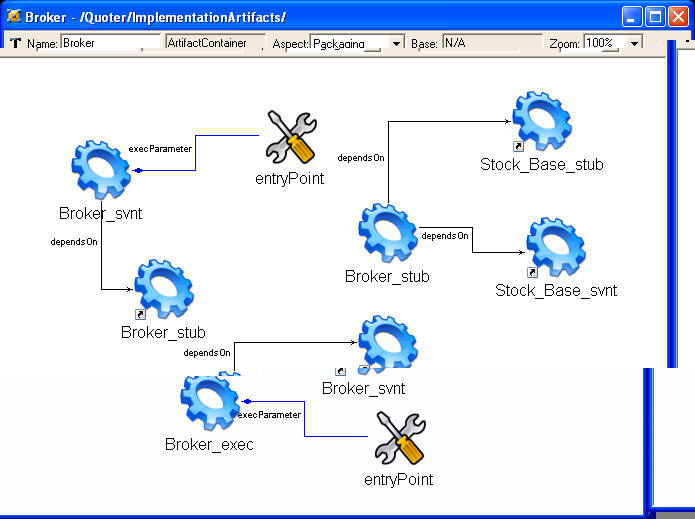 Broker - /Quoter/ImplementationArtifacts/
Name: Broker ArtifactContainer Aspect: Packaging Base: N/A Zoom: 100%
execParameter
entryPoint
Broker_svnt
dependsOn
Broker_stub
dependsOn
Stock_Base_stub
Broker_stub
dependsOn
Stock_Base_svnt
dependsOn
Broker_svnt
Broker_exec
execParameter
entryPoint